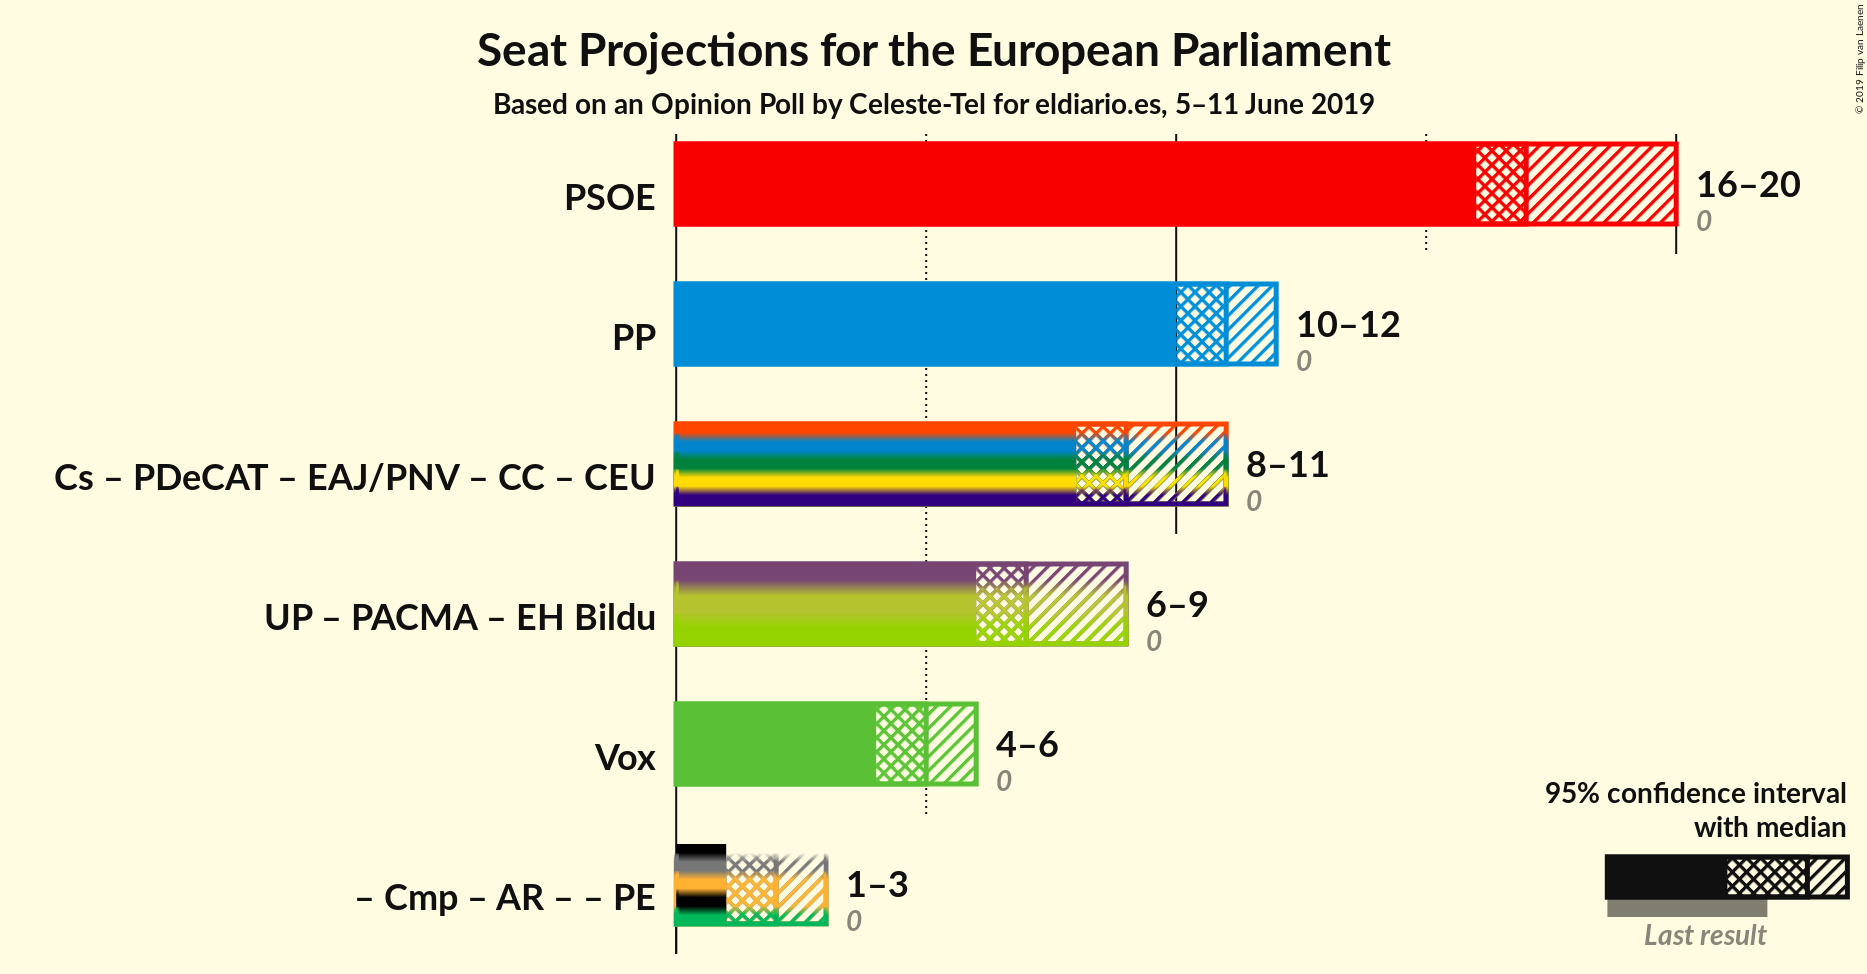 Seat Projections for the European Parliament
Based on an Opinion Poll by Celeste-Tel for eldiario.es, 5–11 June 2019
© 2019 Filip van Laenen
PSOE
16–20
0
PP
10–12
0
Cs – PDeCAT – EAJ/PNV – CC – CEU
8–11
0
UP – PACMA – EH Bildu
6–9
0
Vox
4–6
0
– Cmp – AR – – PE
1–3
0
95% confidence interval
with median
Last result